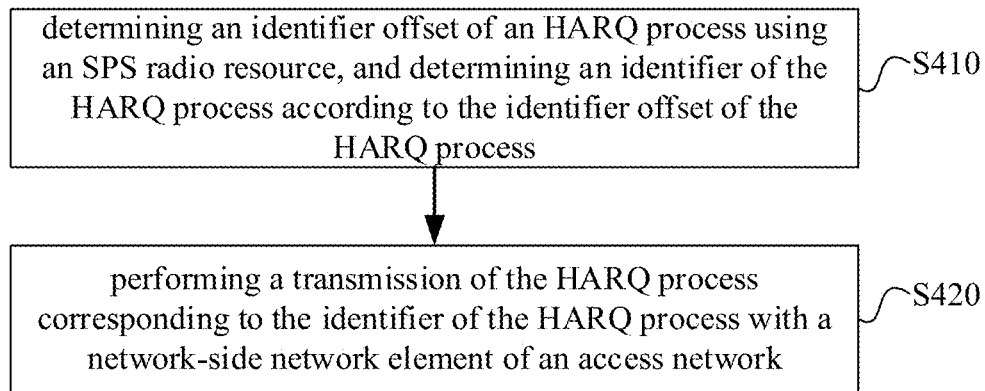 determining an identifier offset of an HARQ process using
an SPS radio resource, and determining an identifier of the
HARQ process according to the identifier offset of the
HARQ process
S410
performing a transmission of the HARQ process
corresponding to the identifier of the HARQ process with a
network-side network element of an access network
S420